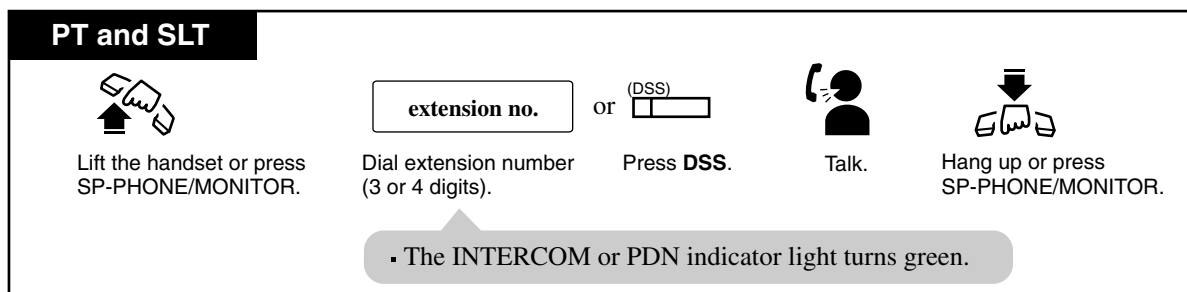 PT and SLT
extension no.
or
(DSS)
Lift the handset or press
SP-PHONE/MONITOR.
Dial extension number
(3 or 4 digits).
Press DSS.
Talk.
Hang up or press
SP-PHONE/MONITOR.
▪ The INTERCOM or PDN indicator light turns green.